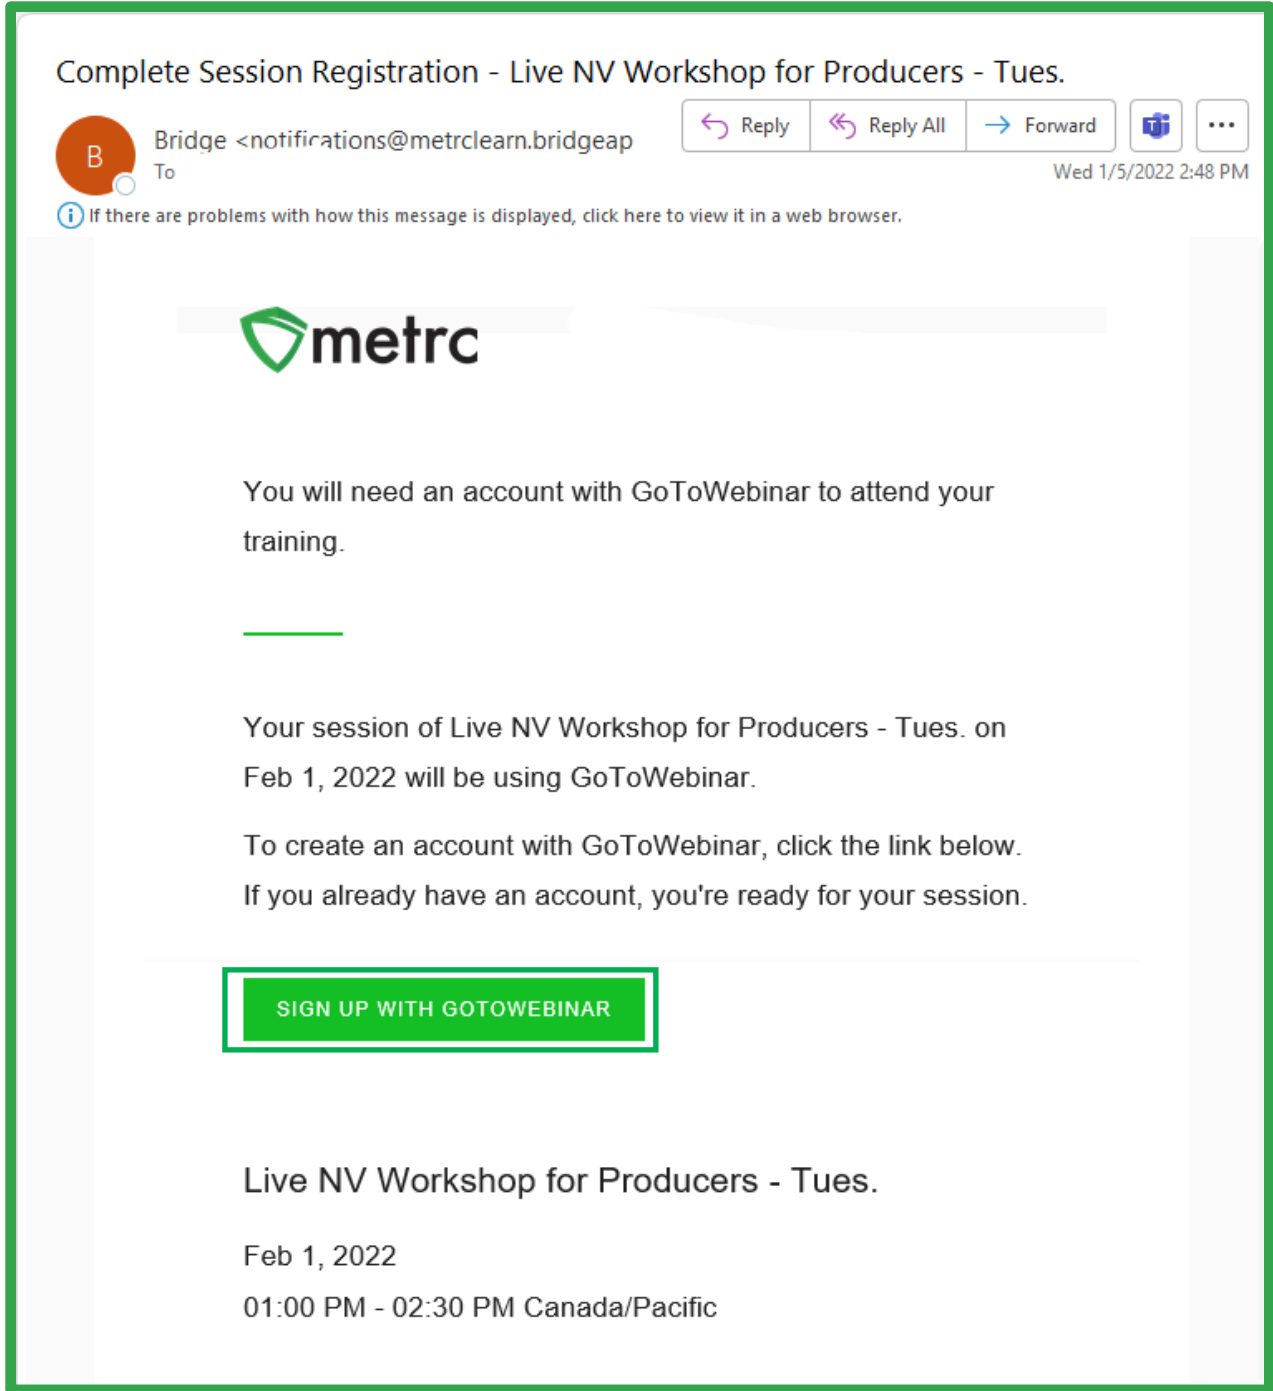 Complete Session Registration - Live NV Workshop for Producers - Tues.
Reply
Reply All
Forward
B
Bridge <notifications@metrclearn.bridgeap
To
Wed 1/5/2022 2:48 PM
If there are problems with how this message is displayed, click here to view it in a web browser.
metrc
You will need an account with GoToWebinar to attend your
training.
Your session of Live NV Workshop for Producers - Tues. on
Feb 1, 2022 will be using GoToWebinar.
To create an account with GoToWebinar, click the link below.
If you already have an account, you're ready for your session.
SIGN UP WITH GOTOWEBINAR
Live NV Workshop for Producers - Tues.
Feb 1, 2022
01:00 PM - 02:30 PM Canada/Pacific